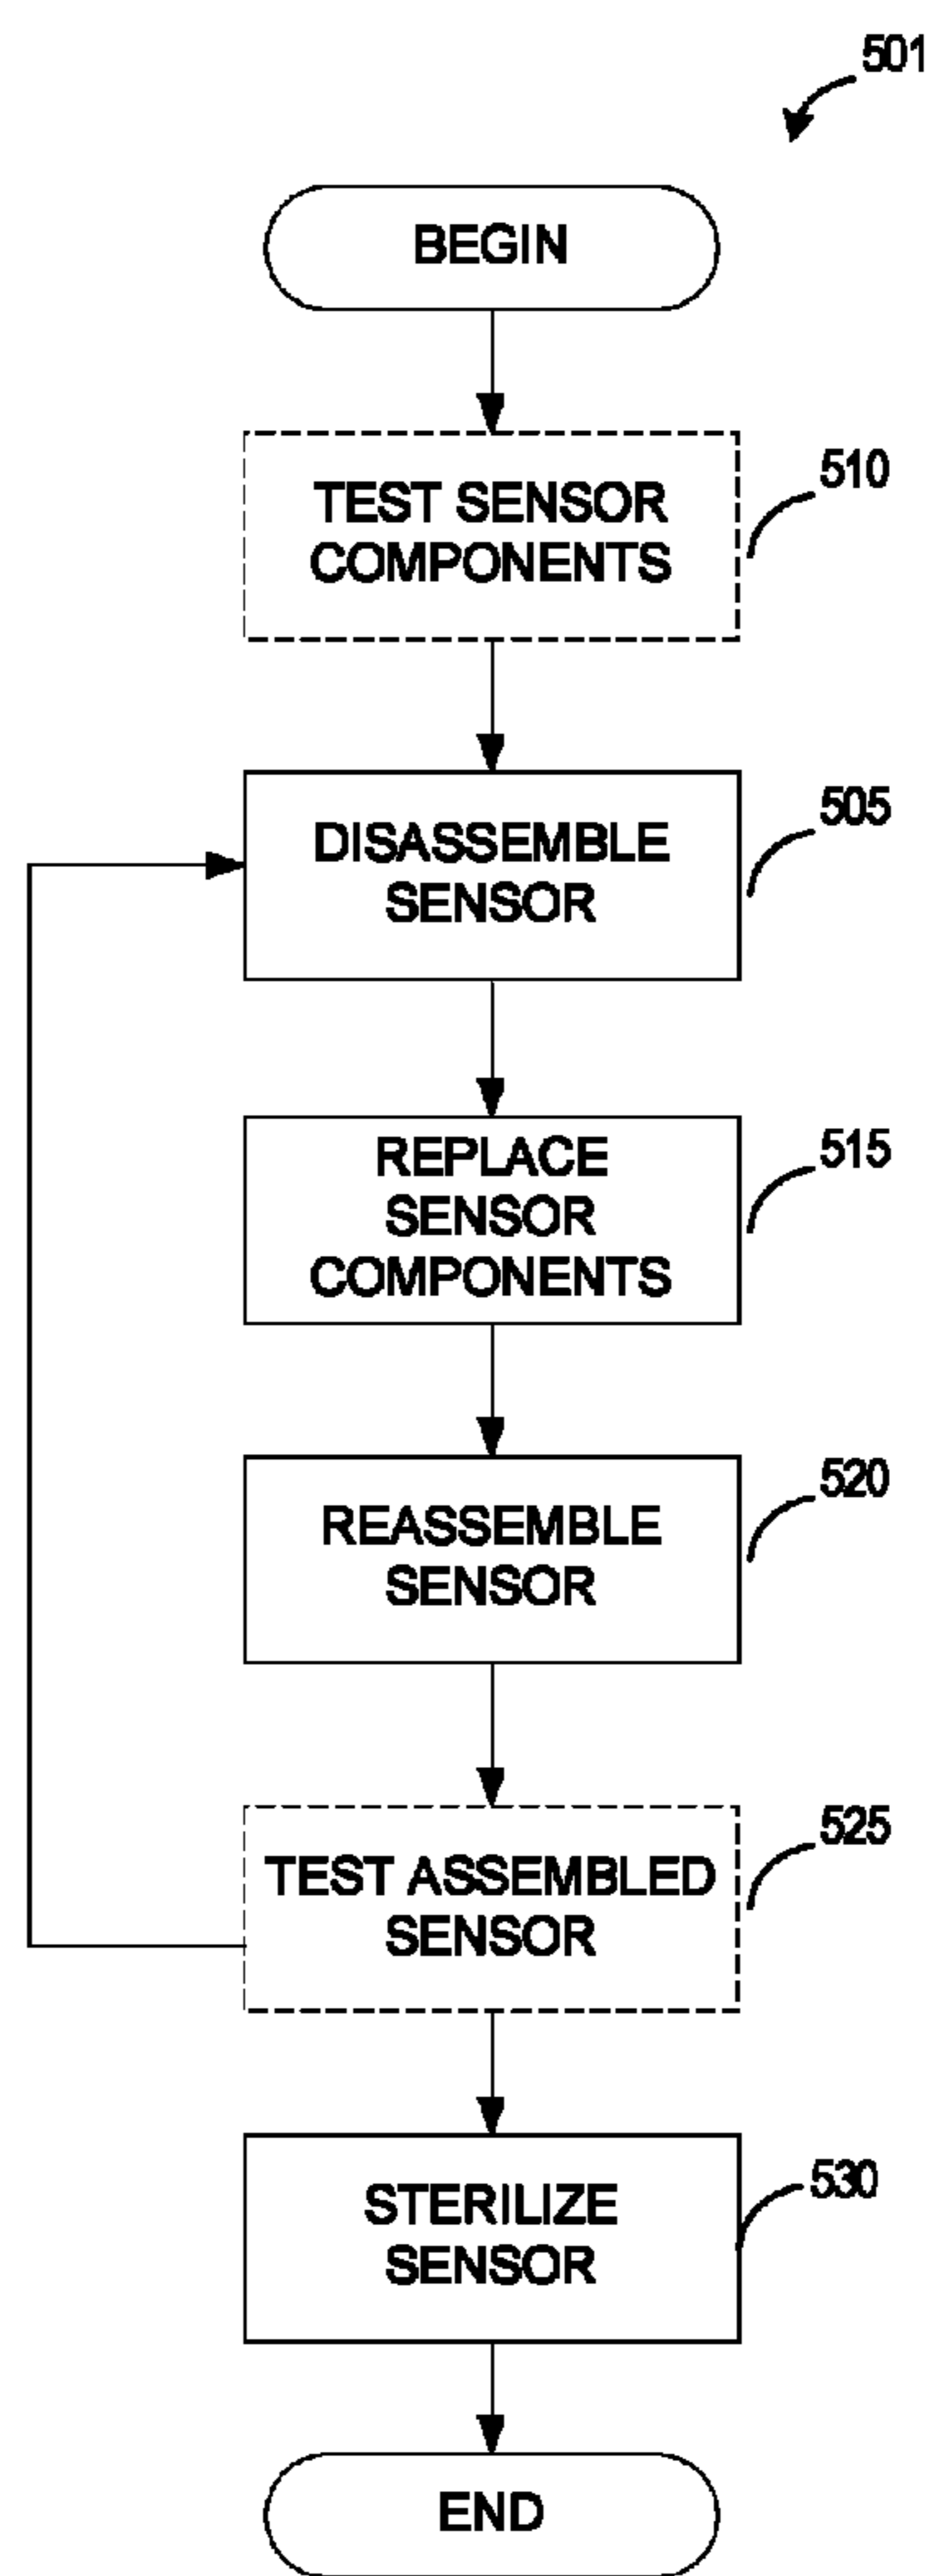 501
BEGIN
TEST SENSOR
COMPONENTS
510
DISASSEMBLE
SENSOR
505
REPLACE
SENSOR
COMPONENTS
515
REASSEMBLE
SENSOR
520
TEST ASSEMBLED
SENSOR
525
STERILIZE
SENSOR
530
END